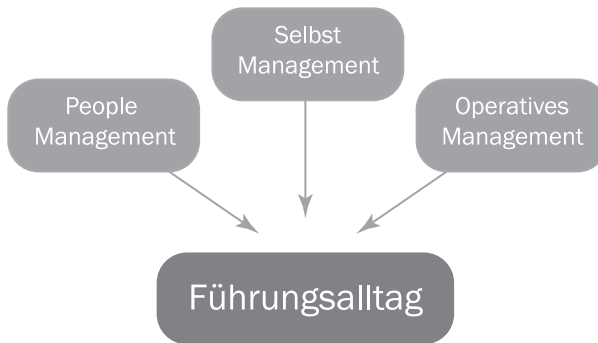 Selbst
Management
People
Management
Operatives
Management
Führungsalltag